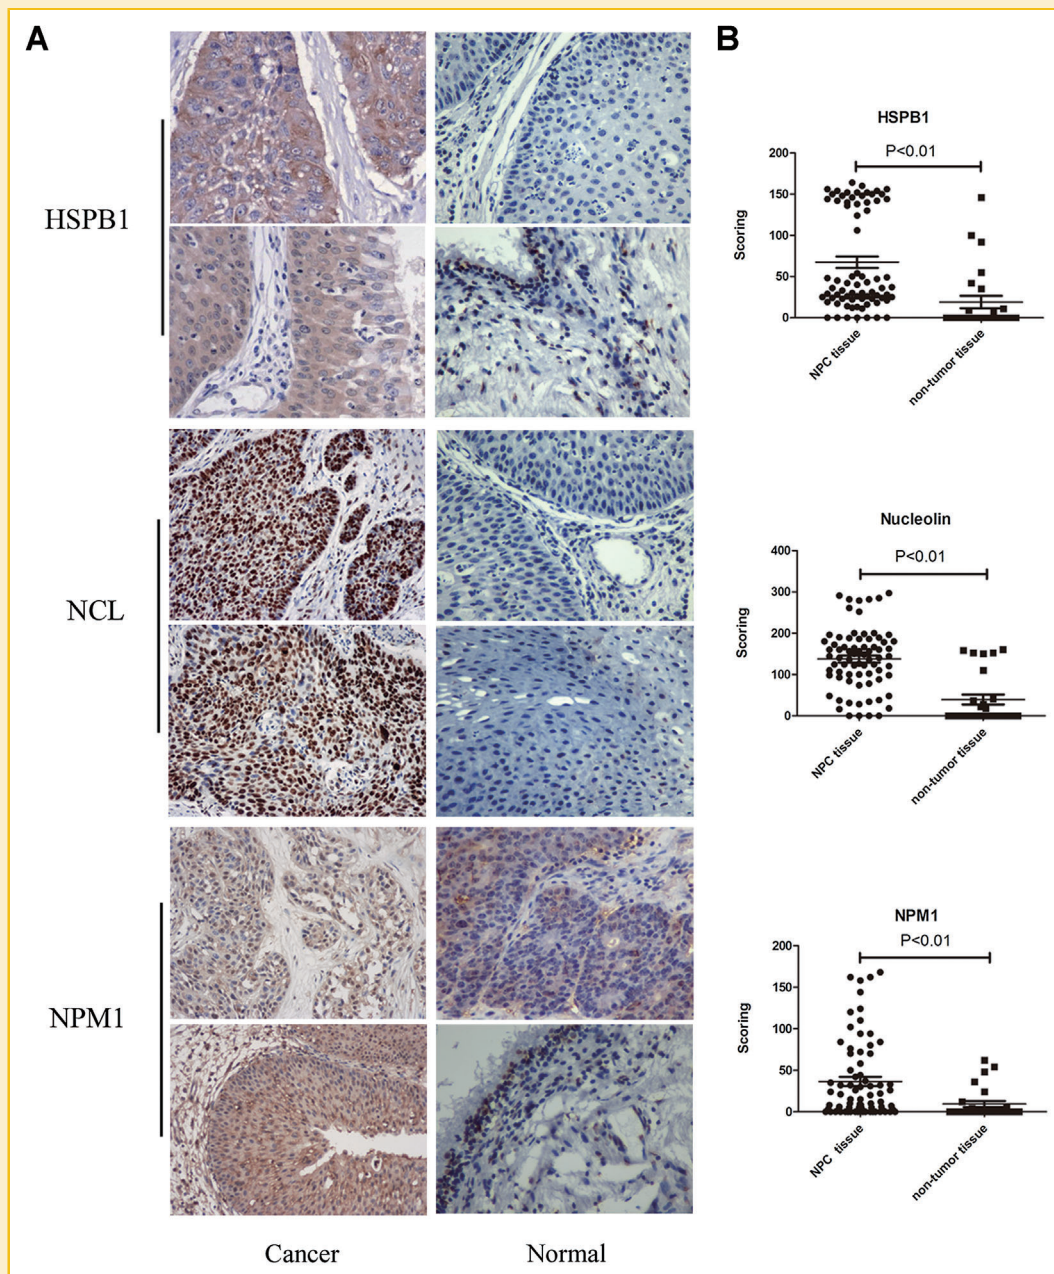 A
B
HSPB1
NCL
NPM1
Cancer
Normal
HSPB1
P<0.01
200
150
100
50
0
Scoring
NPC tissue
non-tumor tissue
Nucleolin
P<0.01
400
300
200
100
0
Scoring
NPC tissue
non-tumor tissue
NPM1
P<0.01
200
150
100
50
0
Scoring
NPC tissue
non-tumor tissue